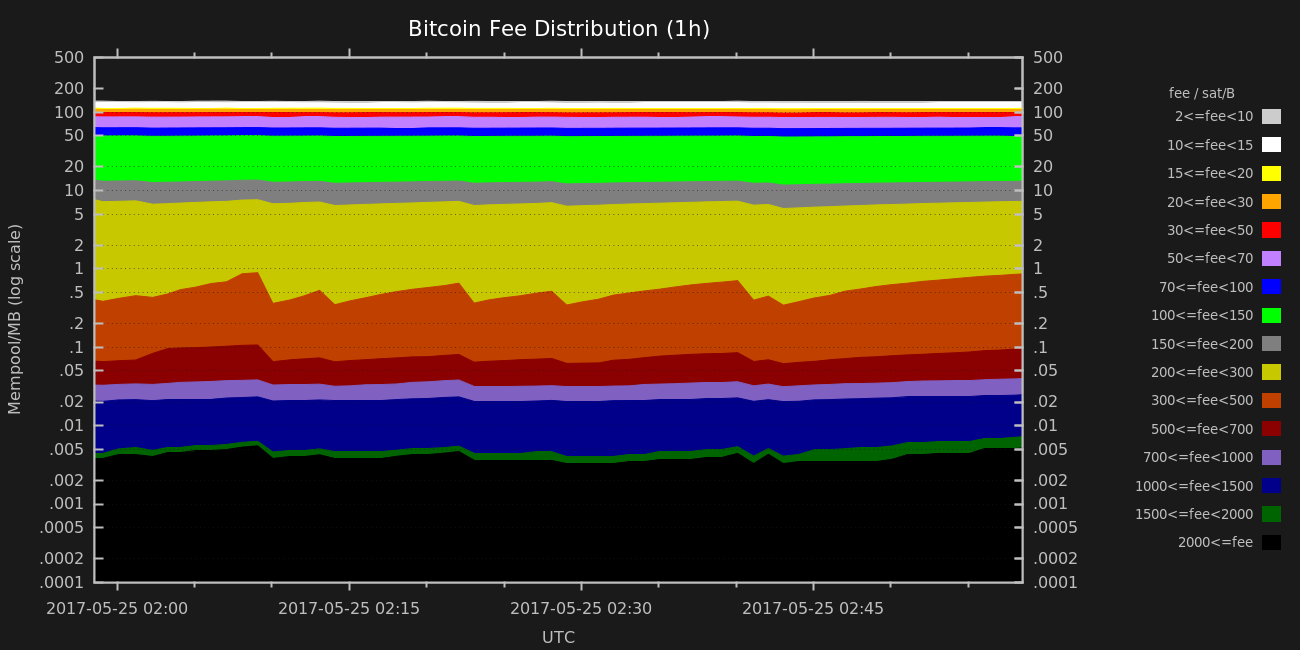 Bitcoin Fee Distribution (1h)
Mempool/MB (log scale)
500
200
100
50
20
10
5
2
1
.5
.2
.1
.05
.02
.01
.005
.002
.001
.0005
.0002
.0001
500
200
100
50
20
10
5
2
1
.5
.2
.1
.05
.02
.01
.005
.002
.001
.0005
.0002
.0001
2017-05-25 02:00 2017-05-25 02:15 2017-05-25 02:30 2017-05-25 02:45
UTC
fee / sat/B
2<=fee<10
10<=fee<15
15<=fee<20
20<=fee<30
30<=fee<50
50<=fee<70
70<=fee<100
100<=fee<150
150<=fee<200
200<=fee<300
300<=fee<500
500<=fee<700
700<=fee<1000
1000<=fee<1500
1500<=fee<2000
2000<=fee